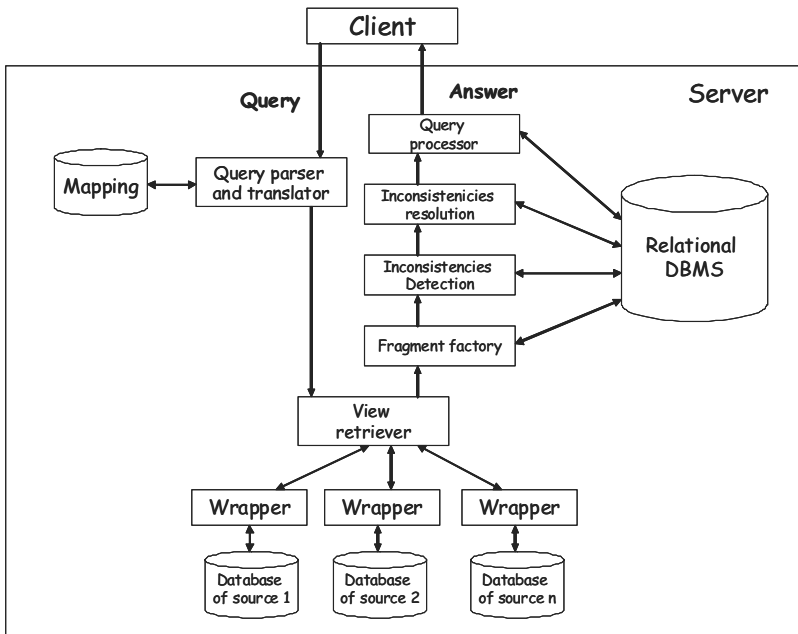 Client
Server
Query
Answer
Query
processor
Mapping
Query parser
and translator
Inconsistenicies
resolution
Relational
DBMS
Inconsistencies
Detection
Fragment factory
View
retriever
Wrapper
Wrapper
Wrapper
Database
of source 1
Database
of source 2
Database
of source n